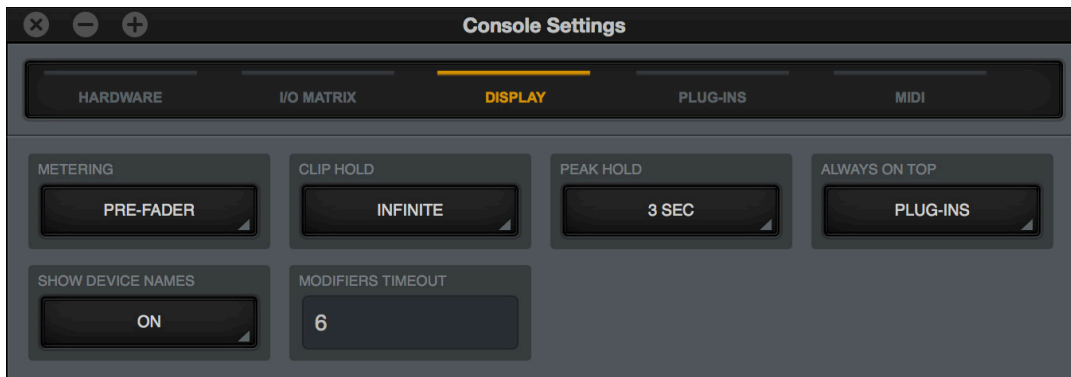 Console Settings
HARDWARE
I/O MATRIX
DISPLAY
PLUG-INS
MIDI
METERING
CLIP HOLD
PEAK HOLD
ALWAYS ON TOP
PRE-FADER
INFINITE
3 SEC
PLUG-INS
SHOW DEVICE NAMES
MODIFIERS TIMEOUT
ON
6